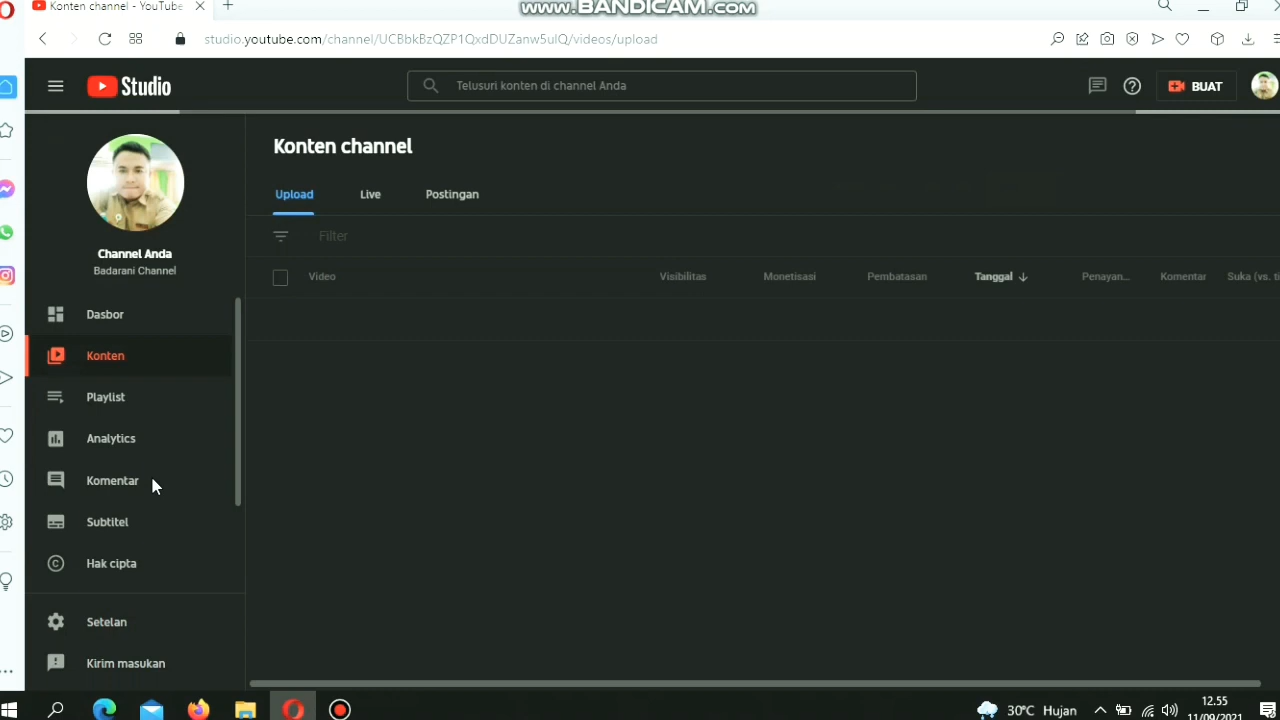 Konten channel - YouTube
www.BANDICAM.com
studio.youtube.com/channel/UCBbkBzQZP1QxdDUZanw5ulQ/videos/upload
Studio
Telusuri konten di channel Anda
BUAT
Channel Anda
Badarani Channel
Dasbor
Konten
Playlist
Analytics
Komentar
Subtitel
Hak cipta
Setelan
Kirim masukan
Konten channel
Upload
Live
Postingan
Filter
Video
Visibilitas
Monetisasi
Pembatasan
Tanggal
Penayan...
Komentar
Suka (vs. ti
30°C Hujan
12.55
11/09/2021